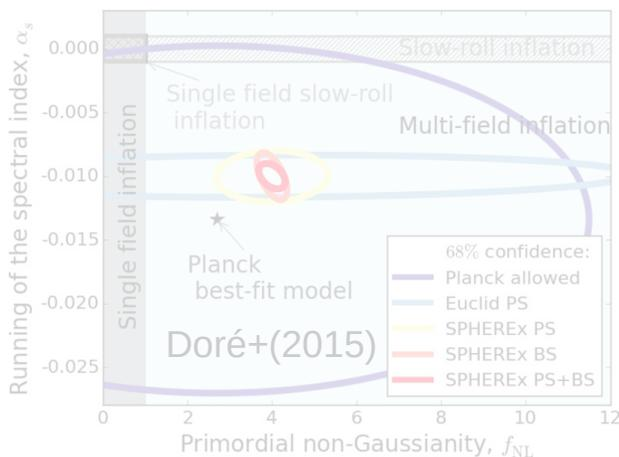 0.000
-0.005
-0.010
-0.015
-0.020
-0.025
Running of the spectral index, αₛ
Slow-roll inflation
Single field slow-roll
inflation
Multi-field inflation
Single field inflation
Planck
best-fit model
Doré+(2015)
68% confidence:
Planck allowed
Euclid PS
SPHEREx PS
SPHEREx BS
SPHEREx PS+BS
0 2 4 6 8 10 12
Primordial non-Gaussianity, f_NL